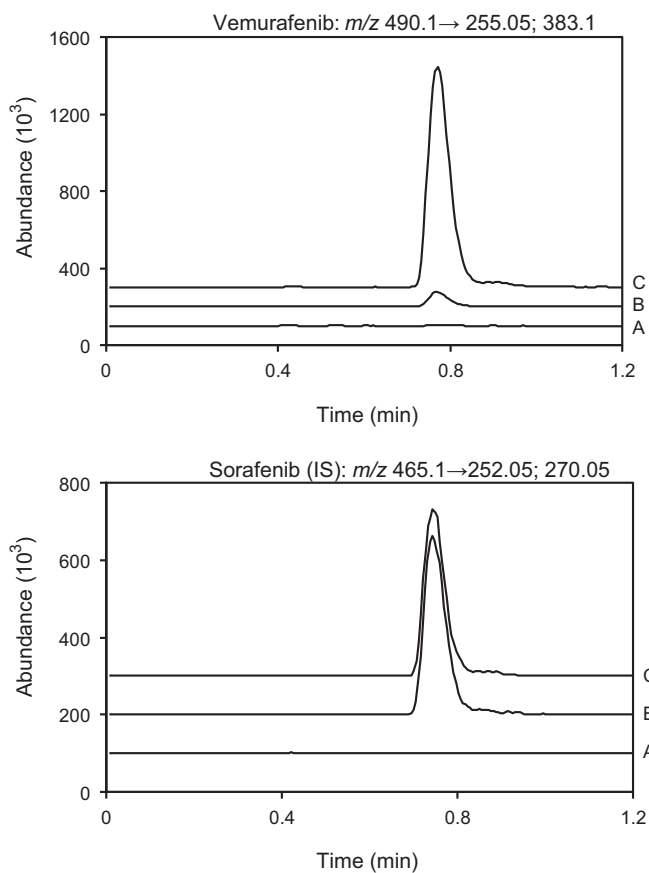 Vemurafenib: m/z 490.1→ 255.05; 383.1
1600
1200
800
400
0
Abundance (10³)
C
B
A
0 0.4 0.8 1.2
Time (min)
Sorafenib (IS): m/z 465.1→252.05; 270.05
800
600
400
200
0
Abundance (10³)
0 0.4 0.8 1.2
Time (min)